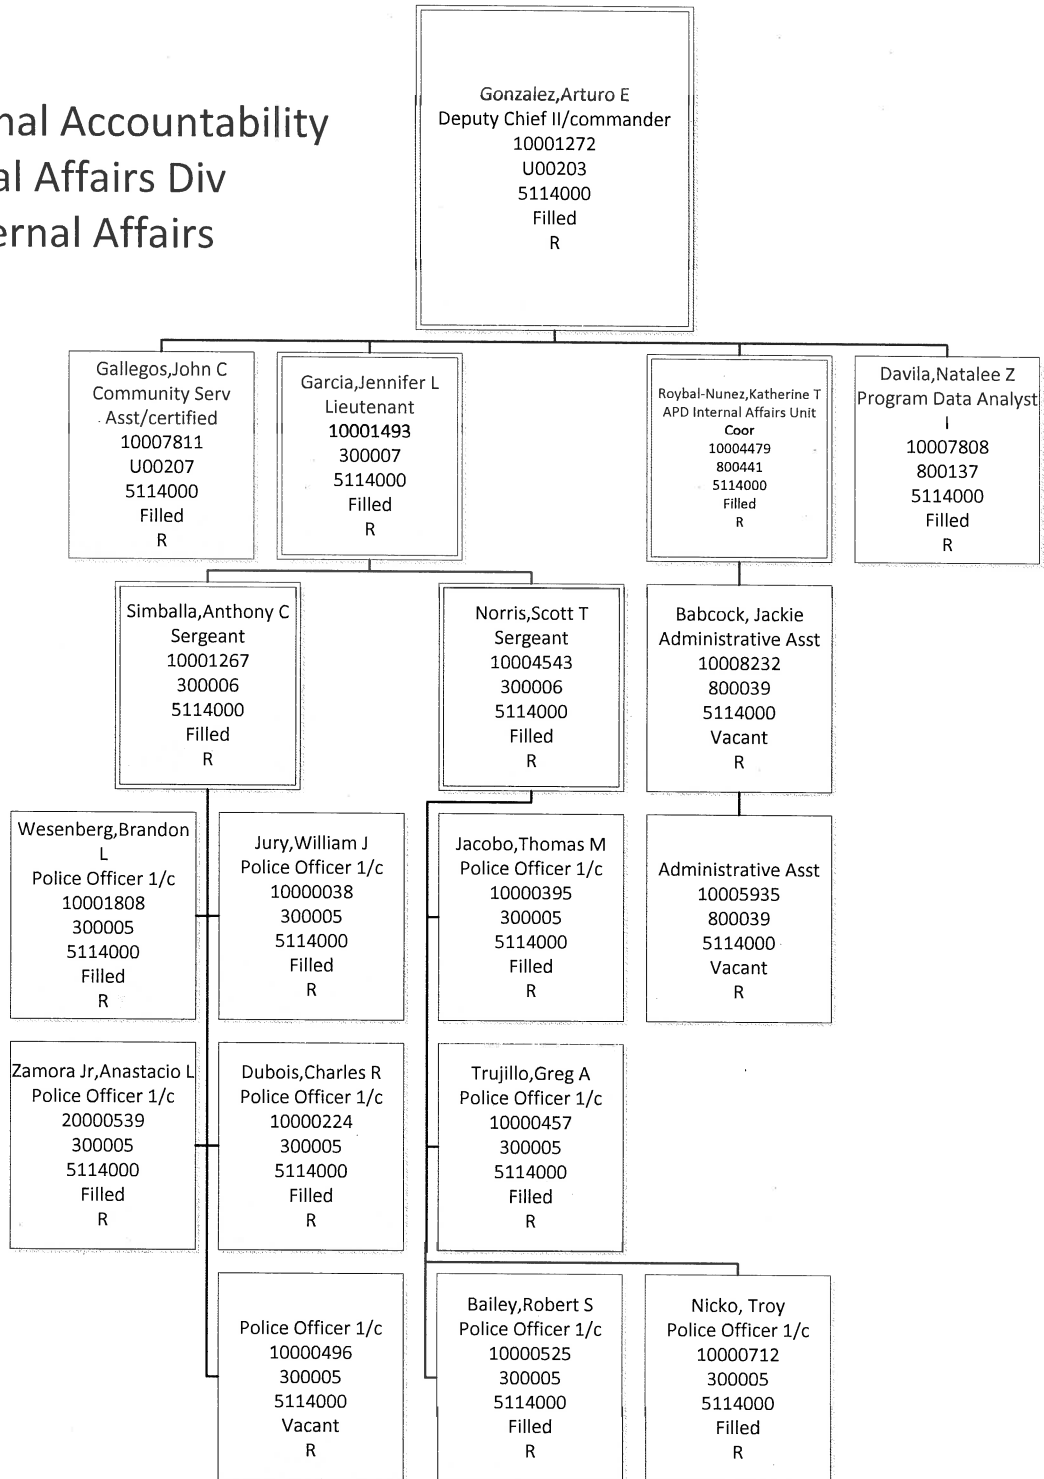 nal Accountability
al Affairs Div
ernal Affairs
Gonzalez,Arturo E
Deputy Chief II/commander
10001272
U00203
5114000
Filled
R
Gallegos,John C
Community Serv
Asst/certified
10007811
U00207
5114000
Filled
R
Garcia,Jennifer L
Lieutenant
10001493
300007
5114000
Filled
R
Roybal-Nunez,Katherine T
APD Internal Affairs Unit
Coor
10004479
800441
5114000
Filled
R
Davila,Natalee Z
Program Data Analyst
I
10007808
800137
5114000
Filled
R
Simballa,Anthony C
Sergeant
10001267
300006
5114000
Filled
R
Norris,Scott T
Sergeant
10004543
300006
5114000
Filled
R
Babcock, Jackie
Administrative Asst
10008232
800039
5114000
Vacant
R
Wesenberg,Brandon
L
Police Officer 1/c
10001808
300005
5114000
Filled
R
Jury,William J
Police Officer 1/c
10000038
300005
5114000
Filled
R
Jacobo,Thomas M
Police Officer 1/c
10000395
300005
5114000
Filled
R
Administrative Asst
10005935
800039
5114000
Vacant
R
Zamora Jr,Anastacio L
Police Officer 1/c
20000539
300005
5114000
Filled
R
Dubois,Charles R
Police Officer 1/c
10000224
300005
5114000
Filled
R
Trujillo,Greg A
Police Officer 1/c
10000457
300005
5114000
Filled
R
Police Officer 1/c
10000496
300005
5114000
Vacant
R
Bailey,Robert S
Police Officer 1/c
10000525
300005
5114000
Filled
R
Nicko, Troy
Police Officer 1/c
10000712
300005
5114000
Filled
R